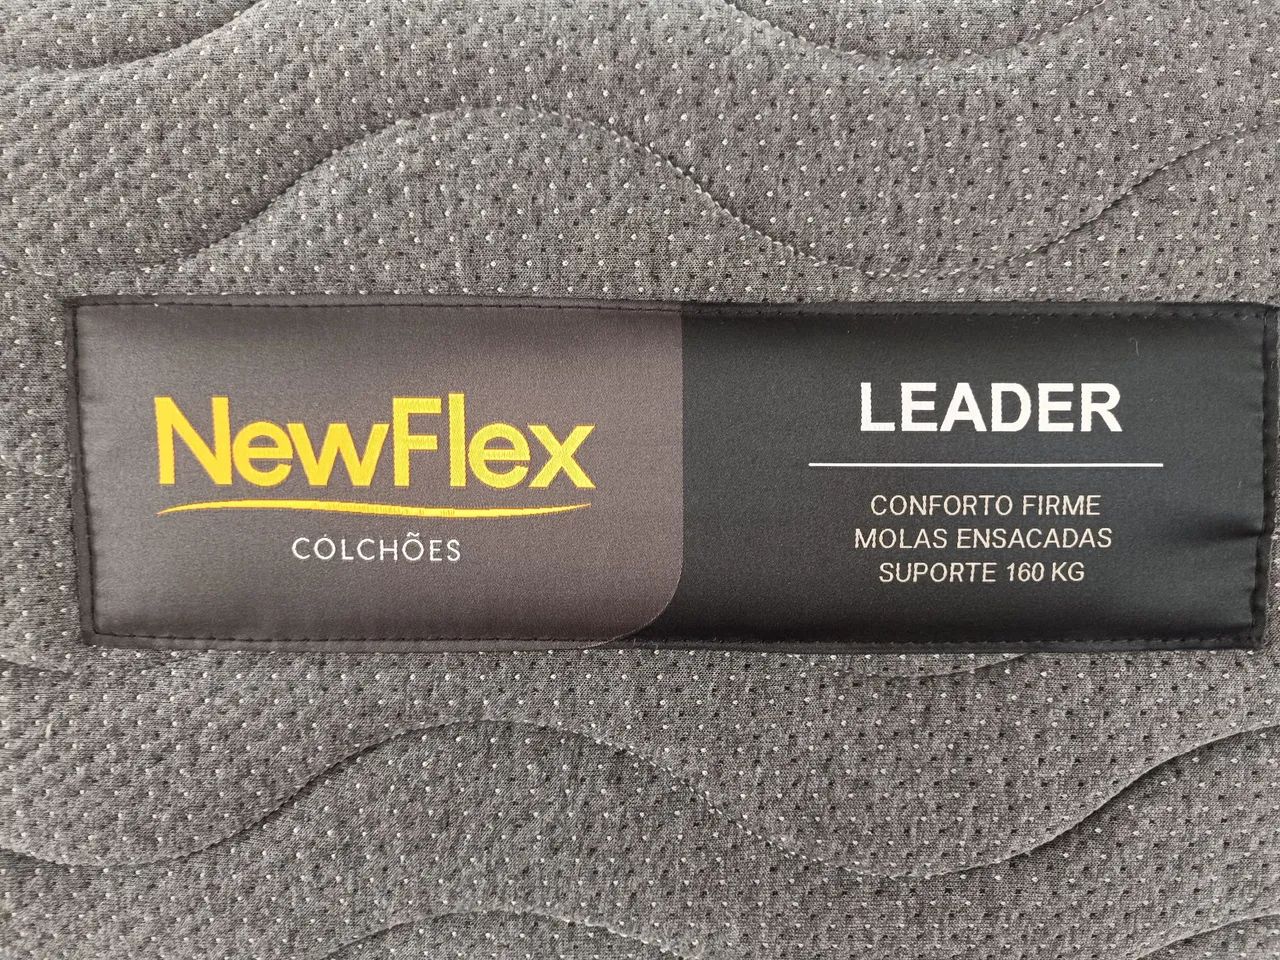 NewFlex
COLCHÕES
LEADER
CONFORTO FIRME
MOLAS ENSACADAS
SUPORTE 160 KG